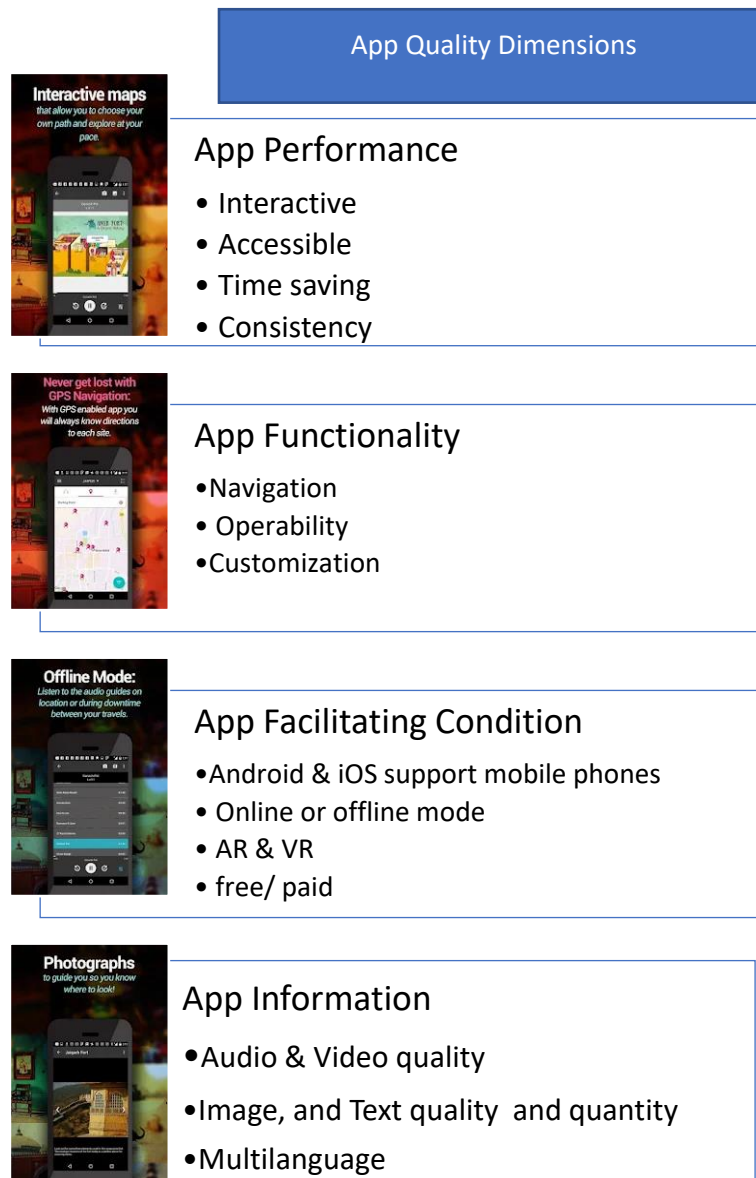 App Quality Dimensions
Interactive maps
that allow you to choose your
own path and explore at your
pace.
App Performance
• Interactive
• Accessible
• Time saving
• Consistency
Never get lost with
GPS Navigation:
With GPS enabled app you
will always know directions
to each site.
App Functionality
•Navigation
• Operability
•Customization
Offline Mode:
Listen to the audio guides on
location or during downtime
between your travels.
App Facilitating Condition
•Android & iOS support mobile phones
• Online or offline mode
• AR & VR
• free/ paid
Photographs
to guide you so you know
where to look!
App Information
•Audio & Video quality
•Image, and Text quality and quantity
•Multilanguage